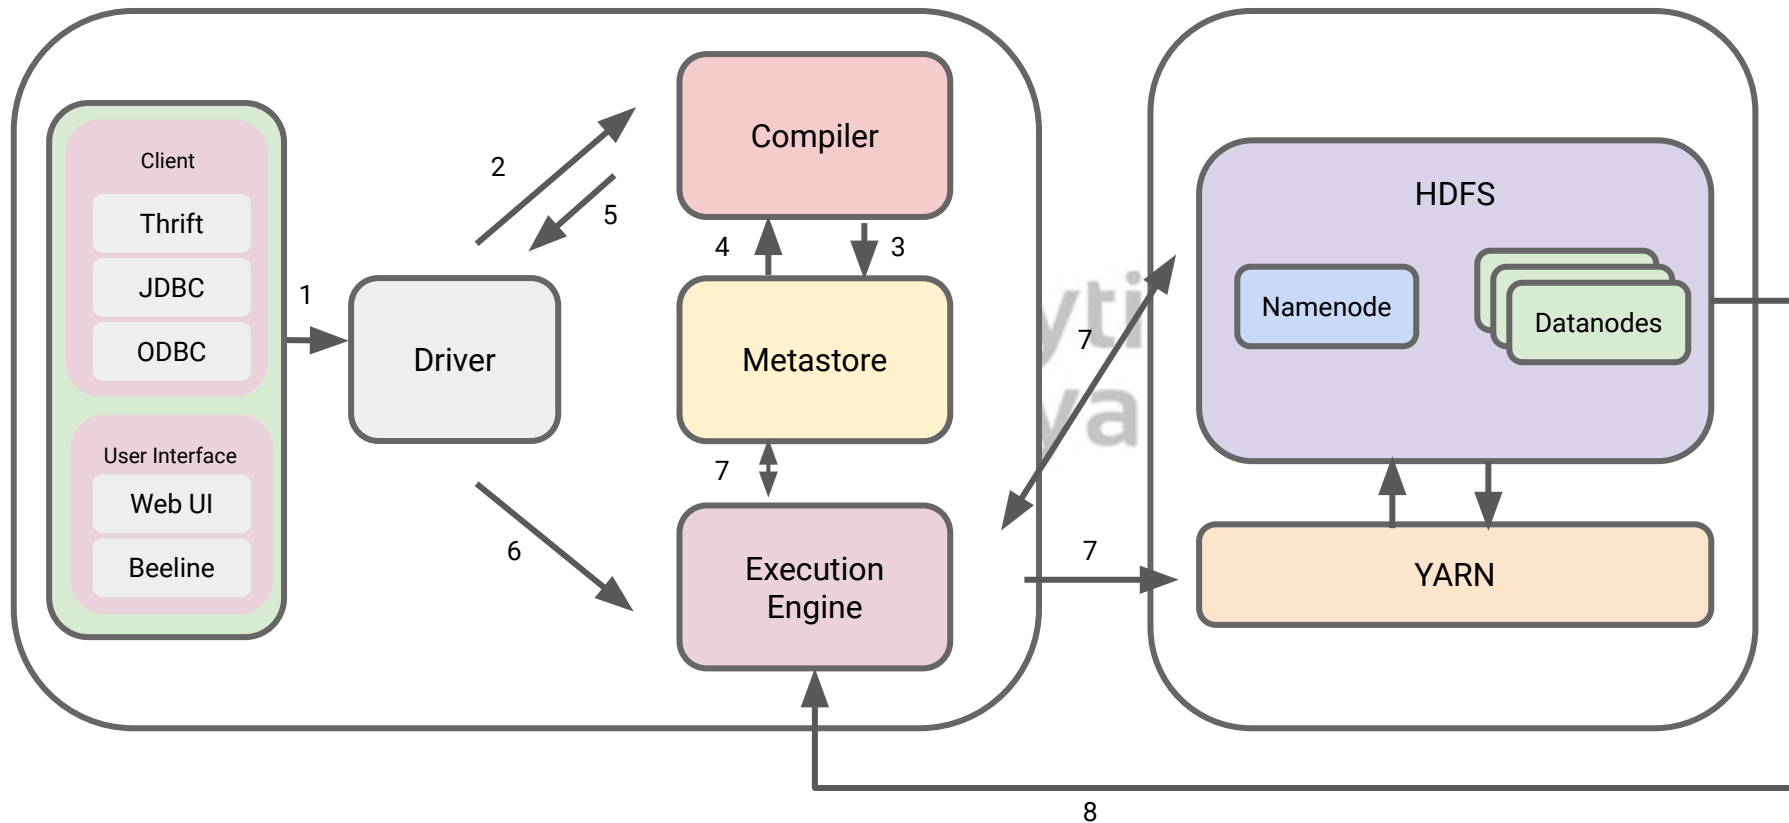 Client
Thrift
JDBC
ODBC
User Interface
Web UI
Beeline
1
Driver
2
5
Compiler
4
3
Metastore
7
6
Execution
Engine
7
7
HDFS
Namenode
Datanodes
YARN
8